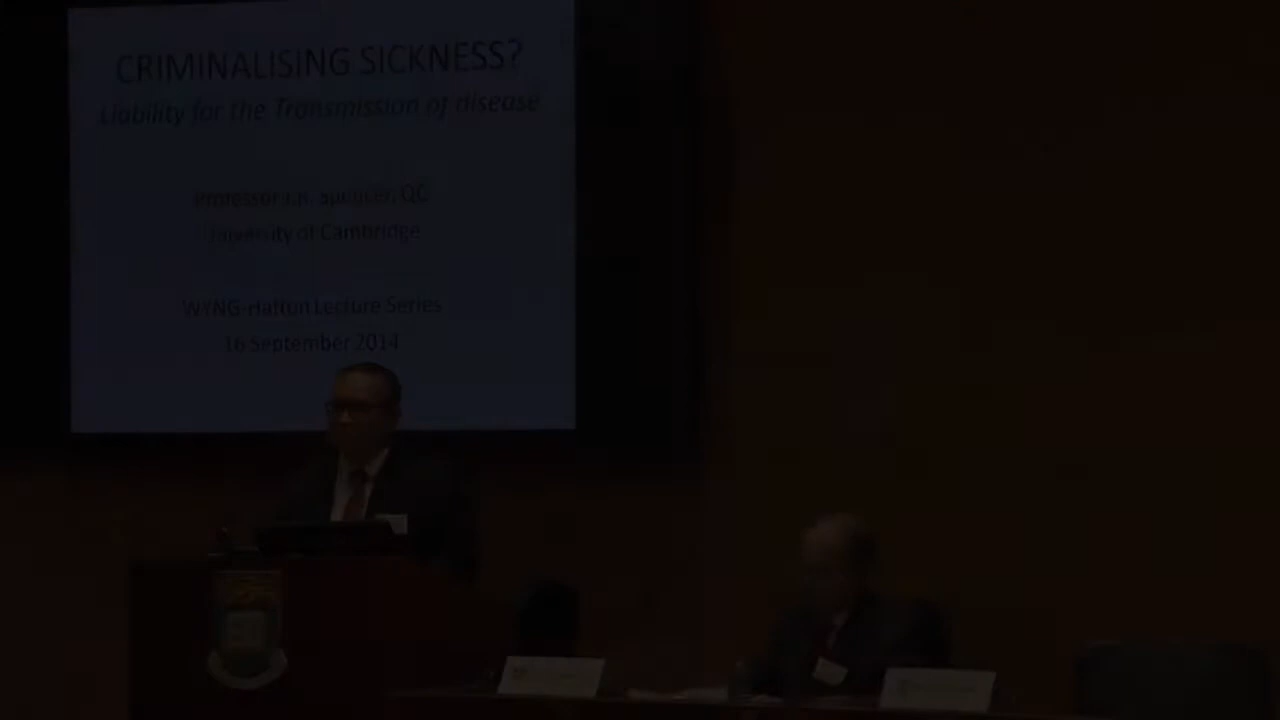 CRIMINALISING SICKNESS?
Liability for the Transmission of disease
Professor J.R. Spencer, QC
University of Cambridge
WYNG-Hatton Lecture Series
16 September 2014